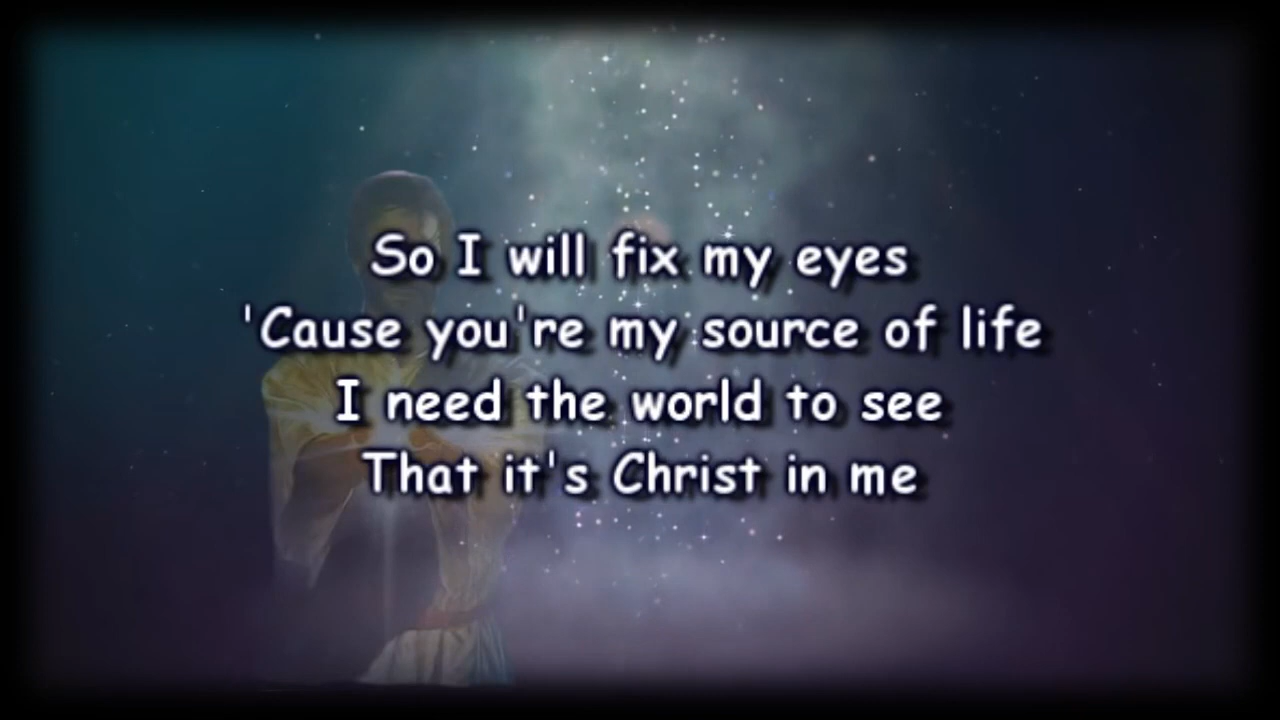 So I will fix my eyes
'Cause you're my source of life
I need the world to see
That it's Christ in me